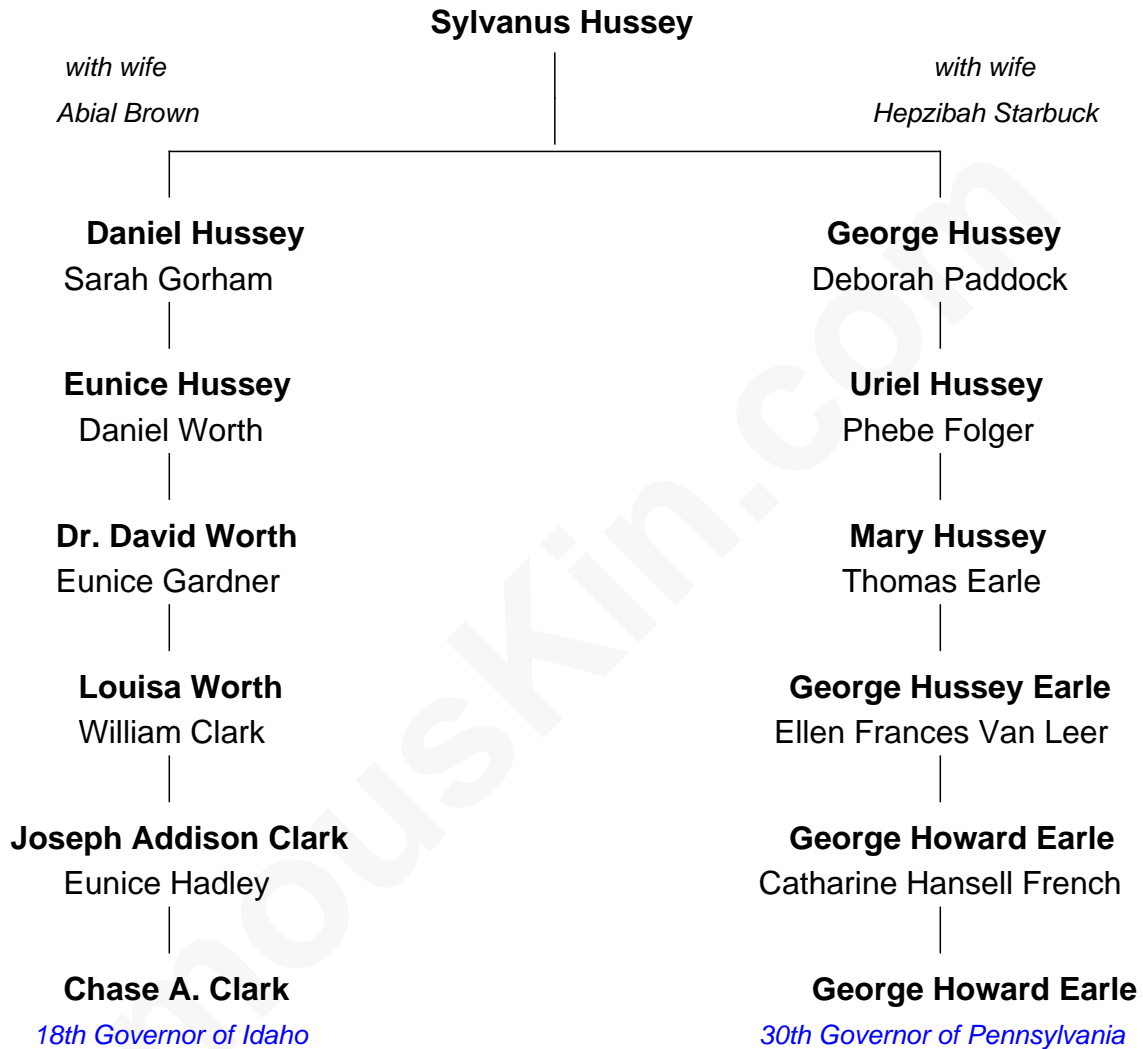 Sylvanus Hussey
with wife
Abial Brown
with wife
Hepzibah Starbuck
Daniel Hussey
Sarah Gorham
George Hussey
Deborah Paddock
Eunice Hussey
Daniel Worth
Uriel Hussey
Phebe Folger
Dr. David Worth
Eunice Gardner
Mary Hussey
Thomas Earle
Louisa Worth
William Clark
George Hussey Earle
Ellen Frances Van Leer
Joseph Addison Clark
Eunice Hadley
George Howard Earle
Catharine Hansell French
Chase A. Clark
18th Governor of Idaho
George Howard Earle
30th Governor of Pennsylvania
mouskin.com